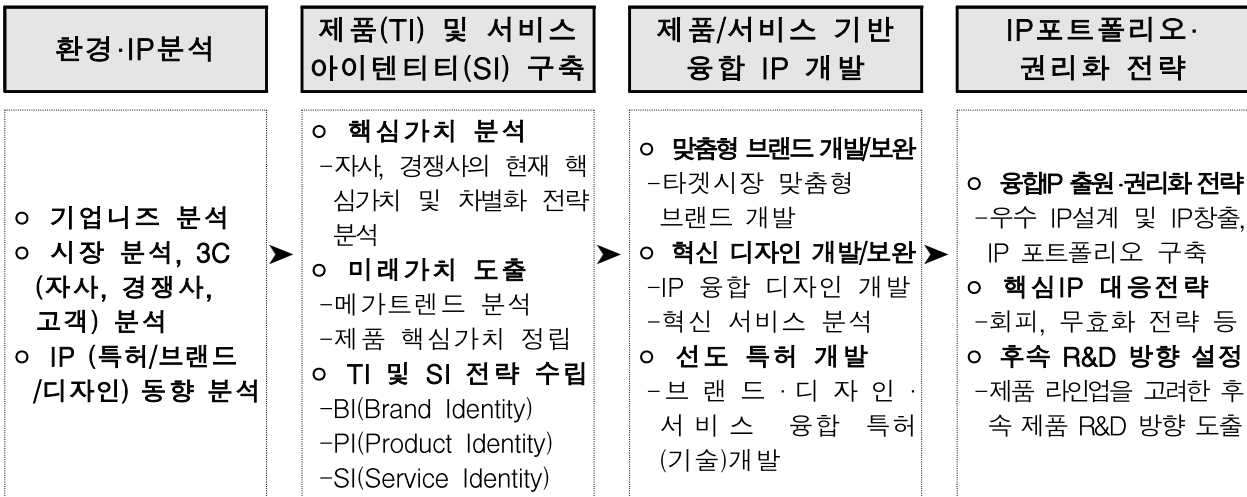 환경·IP분석
○ 기업니즈 분석
○ 시장 분석, 3C
(자사, 경쟁사,
고객) 분석
○ IP (특허/브랜드
/디자인) 동향 분석
➤
제품(TI) 및 서비스
아이텐티티(SI) 구축
○ 핵심가치 분석
-자사, 경쟁사의 현재 핵
심가치 및 차별화 전략
분석
○ 미래가치 도출
-메가트렌드 분석
-제품 핵심가치 정립
○ TI 및 SI 전략 수립
-BI(Brand Identity)
-PI(Product Identity)
-SI(Service Identity)
➤
제품/서비스 기반
융합 IP 개발
○ 맞춤형 브랜드 개발/보완
-타겟시장 맞춤형
브랜드 개발
○ 혁신 디자인 개발/보완
-IP 융합 디자인 개발
-혁신 서비스 분석
○ 선도 특허 개발
-브랜드·디자인·
서비스 융합 특허
(기술)개발
➤
IP포트폴리오·
권리화 전략
○ 융합IP 출원·권리화 전략
-우수 IP설계 및 IP창출,
IP 포트폴리오 구축
○ 핵심IP 대응전략
-회피, 무효화 전략 등
○ 후속 R&D 방향 설정
-제품 라인업을 고려한 후
속 제품 R&D 방향 도출